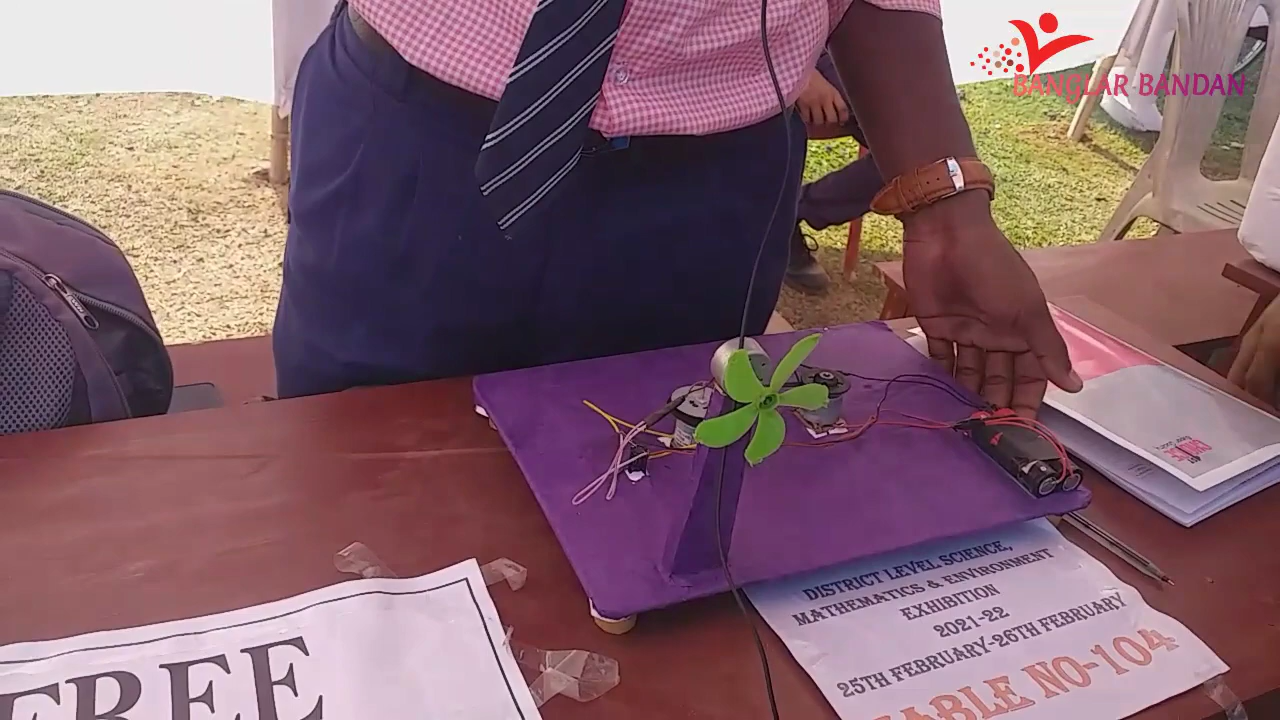 BANGLAR BANDAN
DISTRICT LEVEL SCIENCE,
MATHEMATICS & ENVIRONMENT
EXHIBITION
2021-22
25TH FEBRUARY-26TH FEBRUARY
TABLE NO-104
FREE